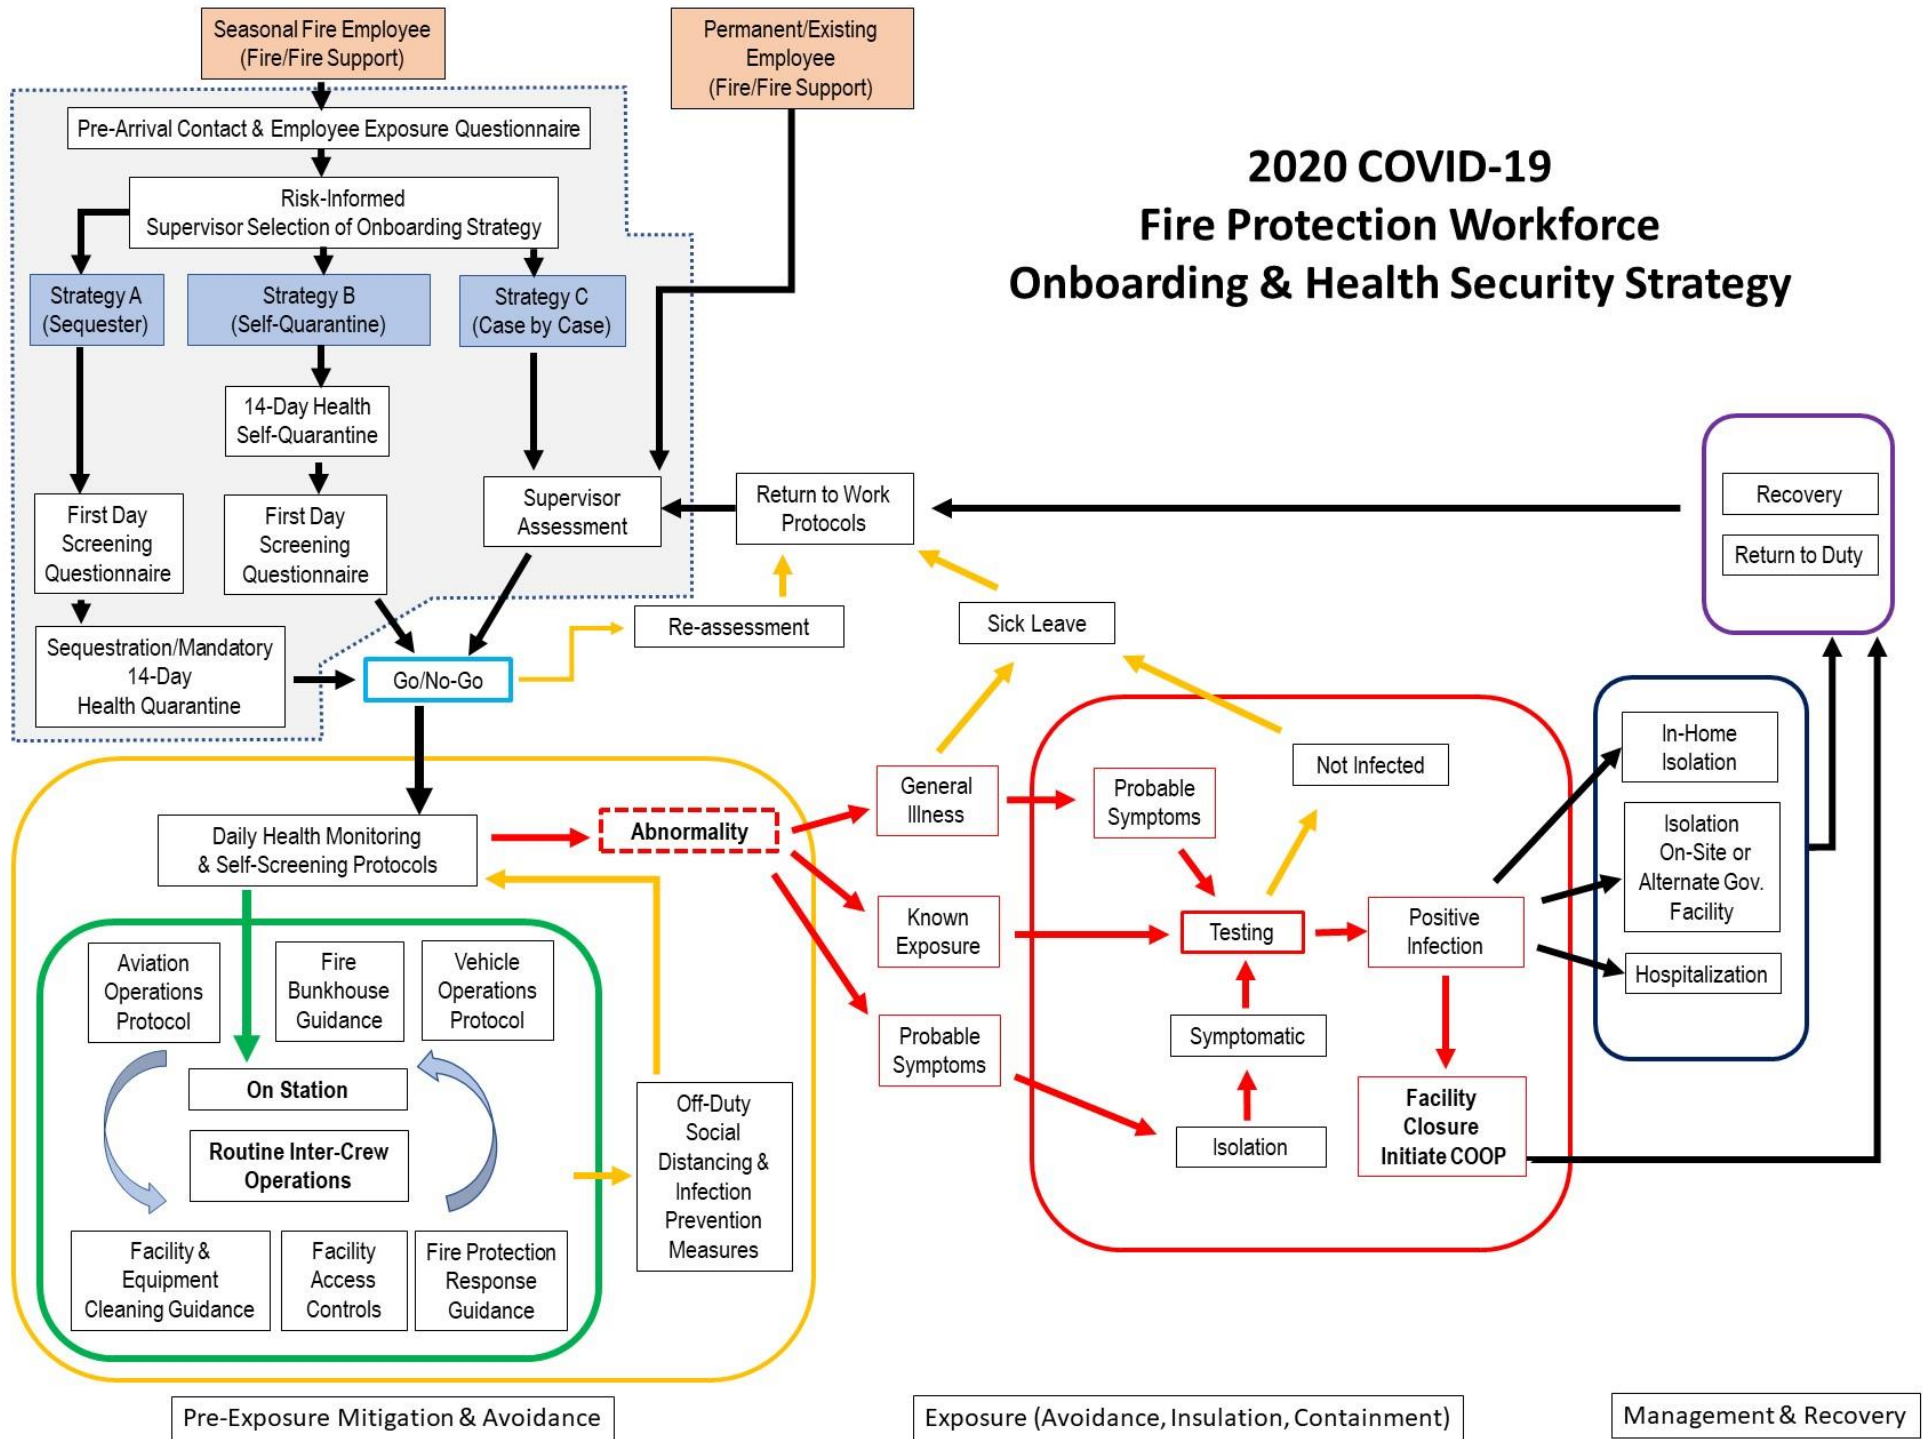 Seasonal Fire Employee
(Fire/Fire Support)
Permanent/Existing
Employee
(Fire/Fire Support)
2020 COVID-19
Fire Protection Workforce
Onboarding & Health Security Strategy
Pre-Arrival Contact & Employee Exposure Questionnaire
Risk-Informed
Supervisor Selection of Onboarding Strategy
Strategy A
(Sequester)
Strategy B
(Self-Quarantine)
Strategy C
(Case by Case)
14-Day Health
Self-Quarantine
First Day
Screening
Questionnaire
First Day
Screening
Questionnaire
Supervisor
Assessment
Return to Work
Protocols
Recovery
Return to Duty
Sequestration/Mandatory
14-Day
Health Quarantine
Go/No-Go
Re-assessment
Sick Leave
Daily Health Monitoring
& Self-Screening Protocols
Abnormality
General
Illness
Known
Exposure
Probable
Symptoms
Probable
Symptoms
Not Infected
Testing
Positive
Infection
Symptomatic
Isolation
Facility
Closure
Initiate COOP
In-Home
Isolation
Isolation
On-Site or
Alternate Gov.
Facility
Hospitalization
Aviation
Operations
Protocol
Fire
Bunkhouse
Guidance
Vehicle
Operations
Protocol
On Station
Routine Inter-Crew
Operations
Facility &
Equipment
Cleaning Guidance
Facility
Access
Controls
Fire Protection
Response
Guidance
Off-Duty
Social
Distancing &
Infection
Prevention
Measures
Pre-Exposure Mitigation & Avoidance
Exposure (Avoidance, Insulation, Containment)
Management & Recovery